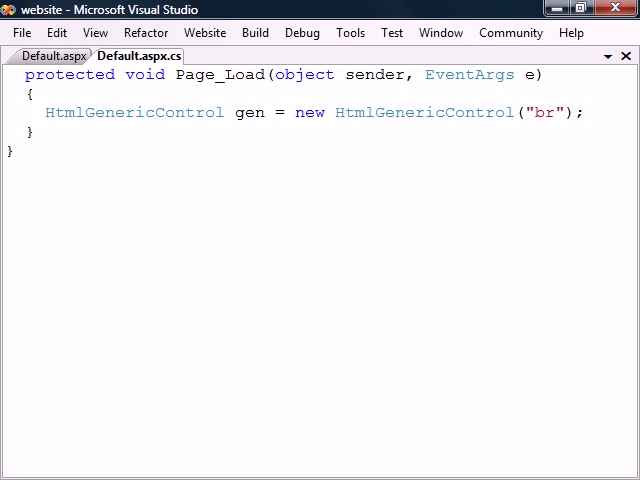 website - Microsoft Visual Studio
File Edit View Refactor Website Build Debug Tools Test Window Community Help
Default.aspx Default.aspx.cs
protected void Page_Load(object sender, EventArgs e)
{
HtmlGenericControl gen = new HtmlGenericControl("br");
}
}